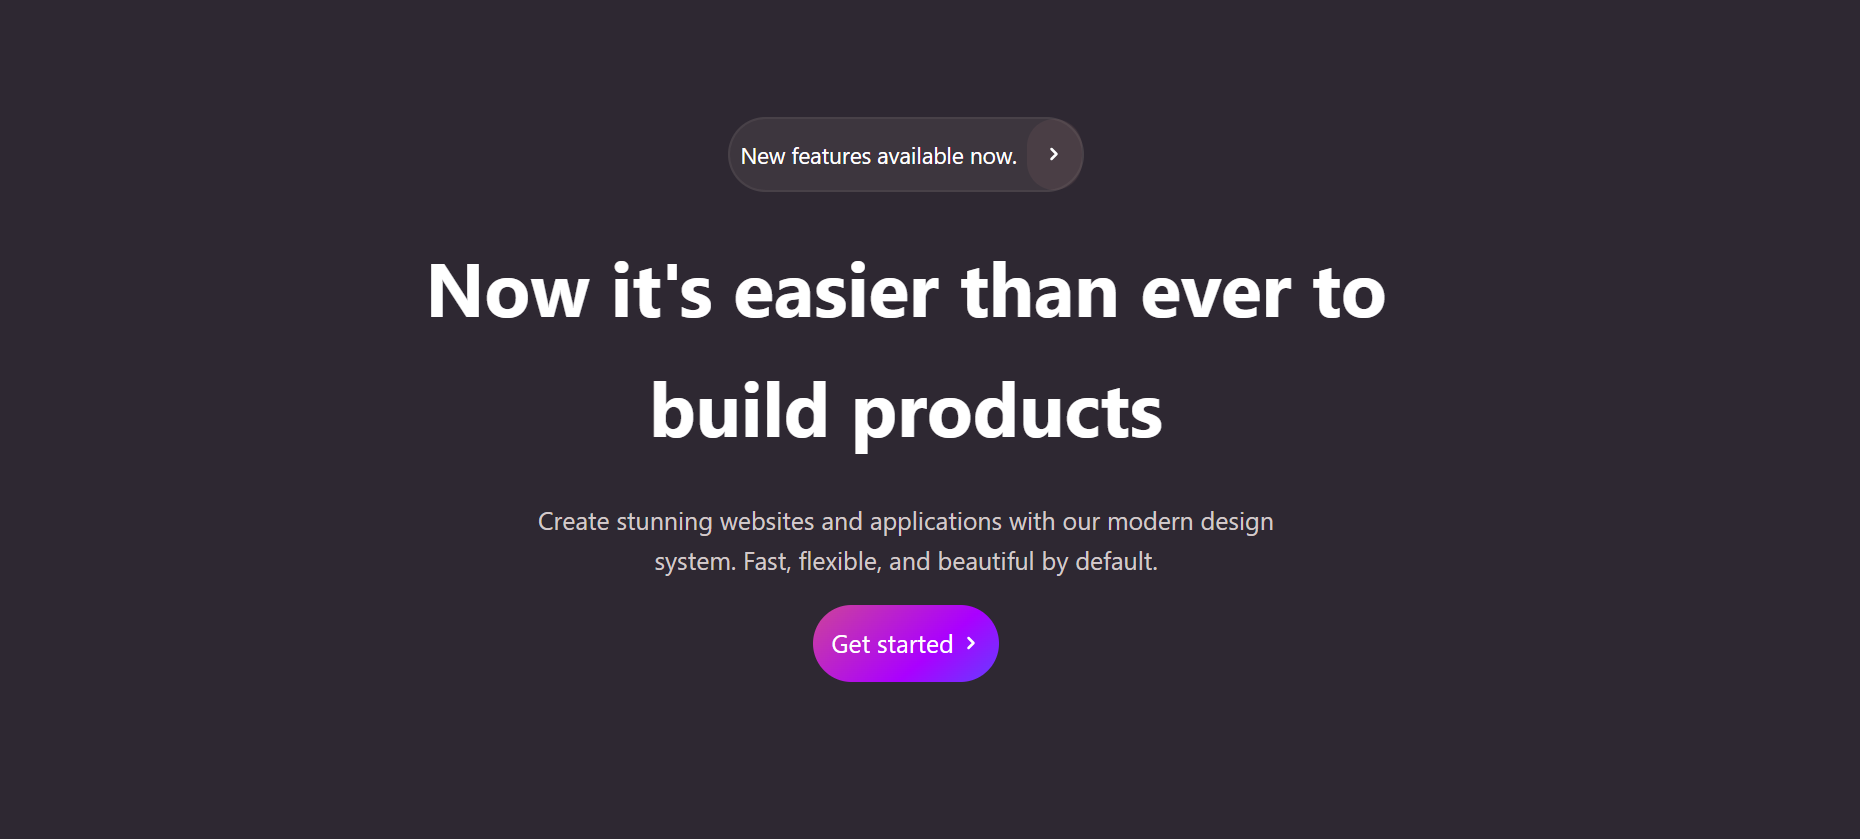 New features available now.
Now it's easier than ever to
build products
Create stunning websites and applications with our modern design
system. Fast, flexible, and beautiful by default.
Get started